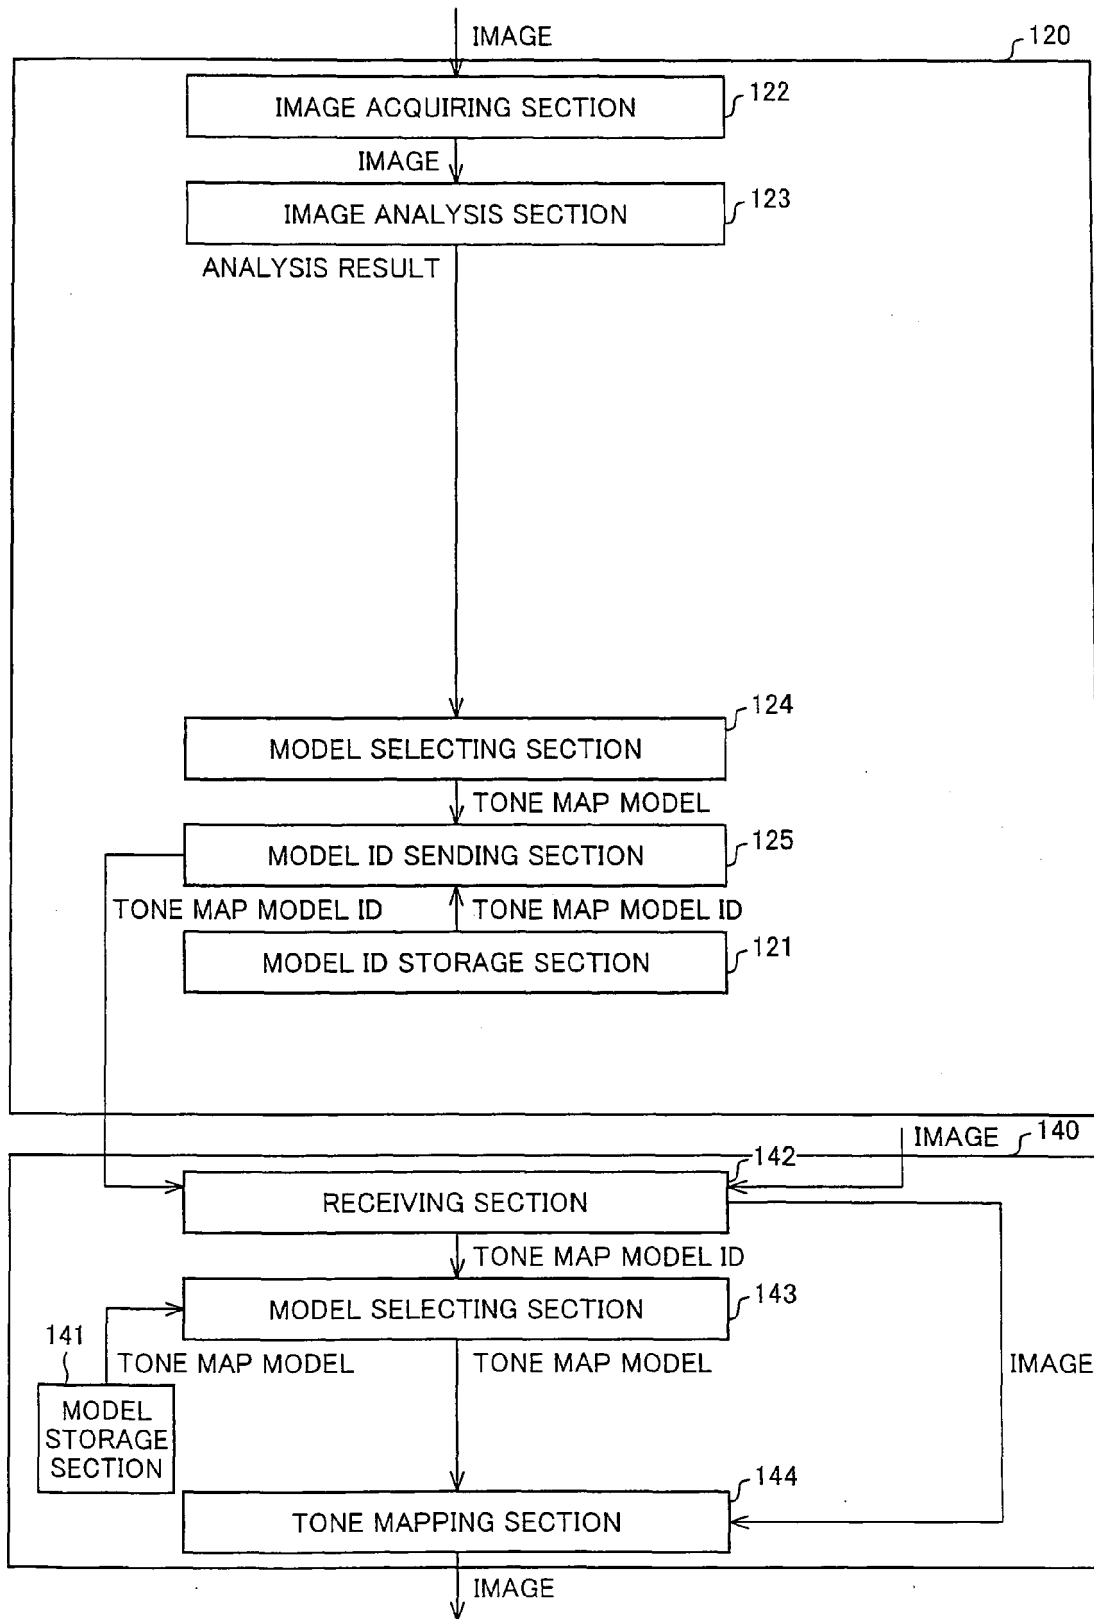 IMAGE
120
IMAGE ACQUIRING SECTION
122
IMAGE
IMAGE ANALYSIS SECTION
123
ANALYSIS RESULT
124
MODEL SELECTING SECTION
TONE MAP MODEL
MODEL ID SENDING SECTION
125
TONE MAP MODEL ID
TONE MAP MODEL ID
MODEL ID STORAGE SECTION
121
IMAGE
140
142
RECEIVING SECTION
TONE MAP MODEL ID
MODEL SELECTING SECTION
143
141
TONE MAP MODEL
TONE MAP MODEL
IMAGE
MODEL
STORAGE
SECTION
144
TONE MAPPING SECTION
IMAGE